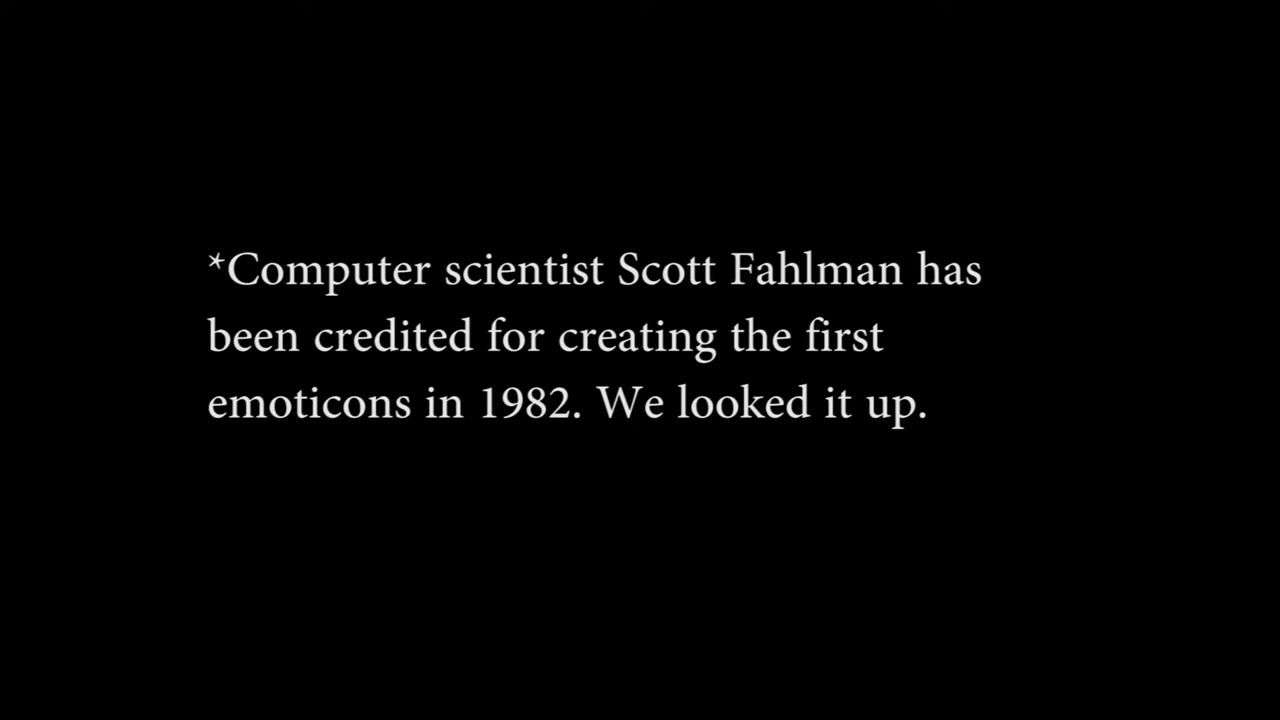 *Computer scientist Scott Fahlman has
been credited for creating the first
emoticons in 1982. We looked it up.